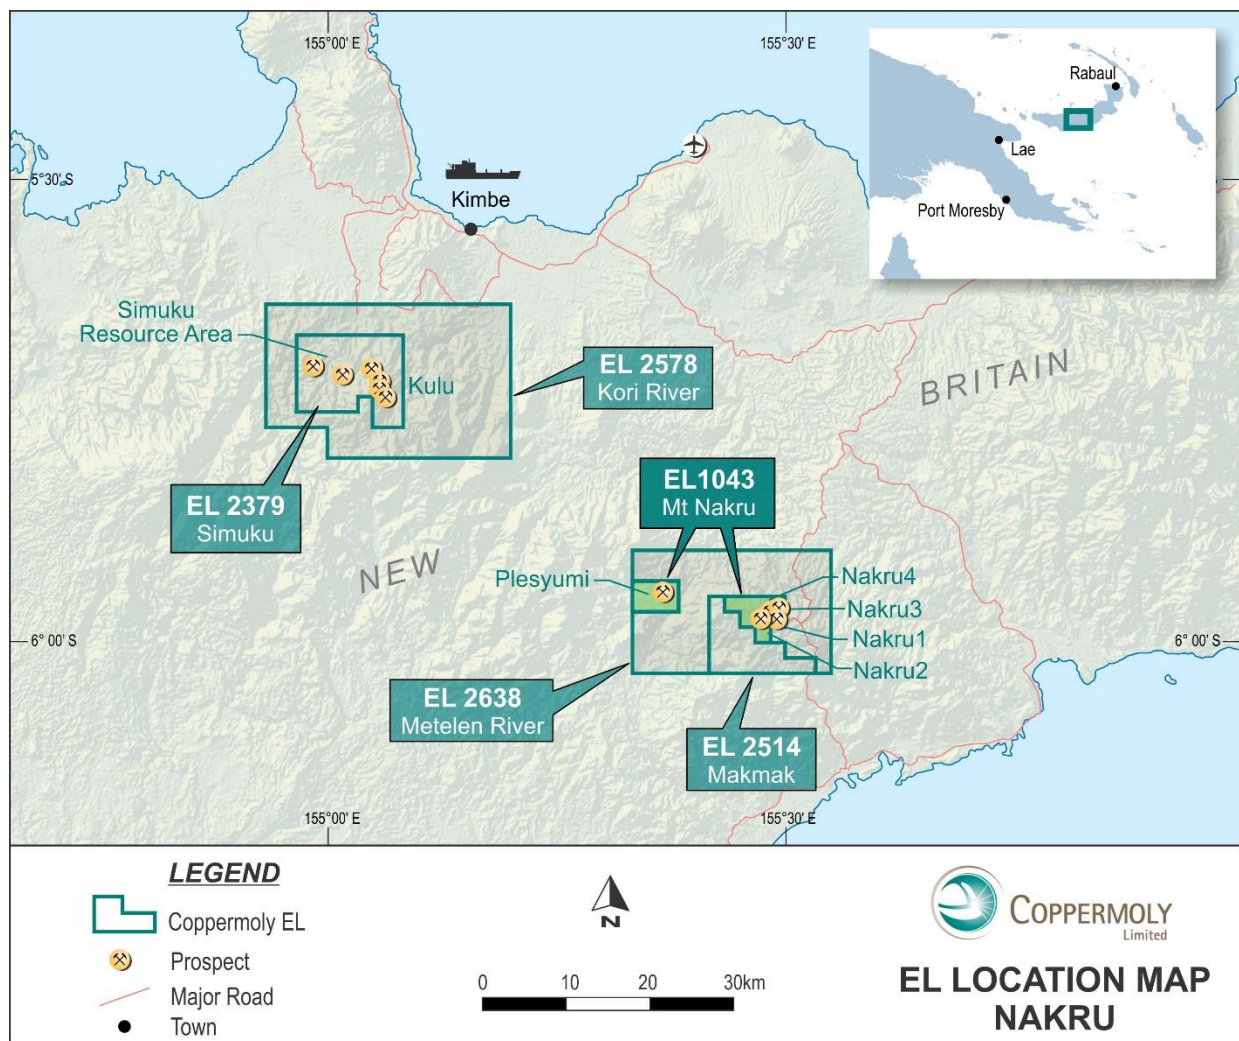 155°00' E
155°30' E
Rabaul
Lae
Port Moresby
5°30' S
Kimbe
Simuku
Resource Area
Kulu
EL 2578
Kori River
BRITAIN
EL 2379
Simuku
EL1043
Mt Nakru
NEW
Plesyumi
Nakru4
Nakru3
Nakru1
Nakru2
6° 00' S
6° 00' S
EL 2638
Metelen River
EL 2514
Makmak
155°00' E
155°30' E
LEGEND
Coppermoly EL
Prospect
Major Road
Town
N
0 10 20 30km
COPPERMOLY
Limited
EL LOCATION MAP
NAKRU